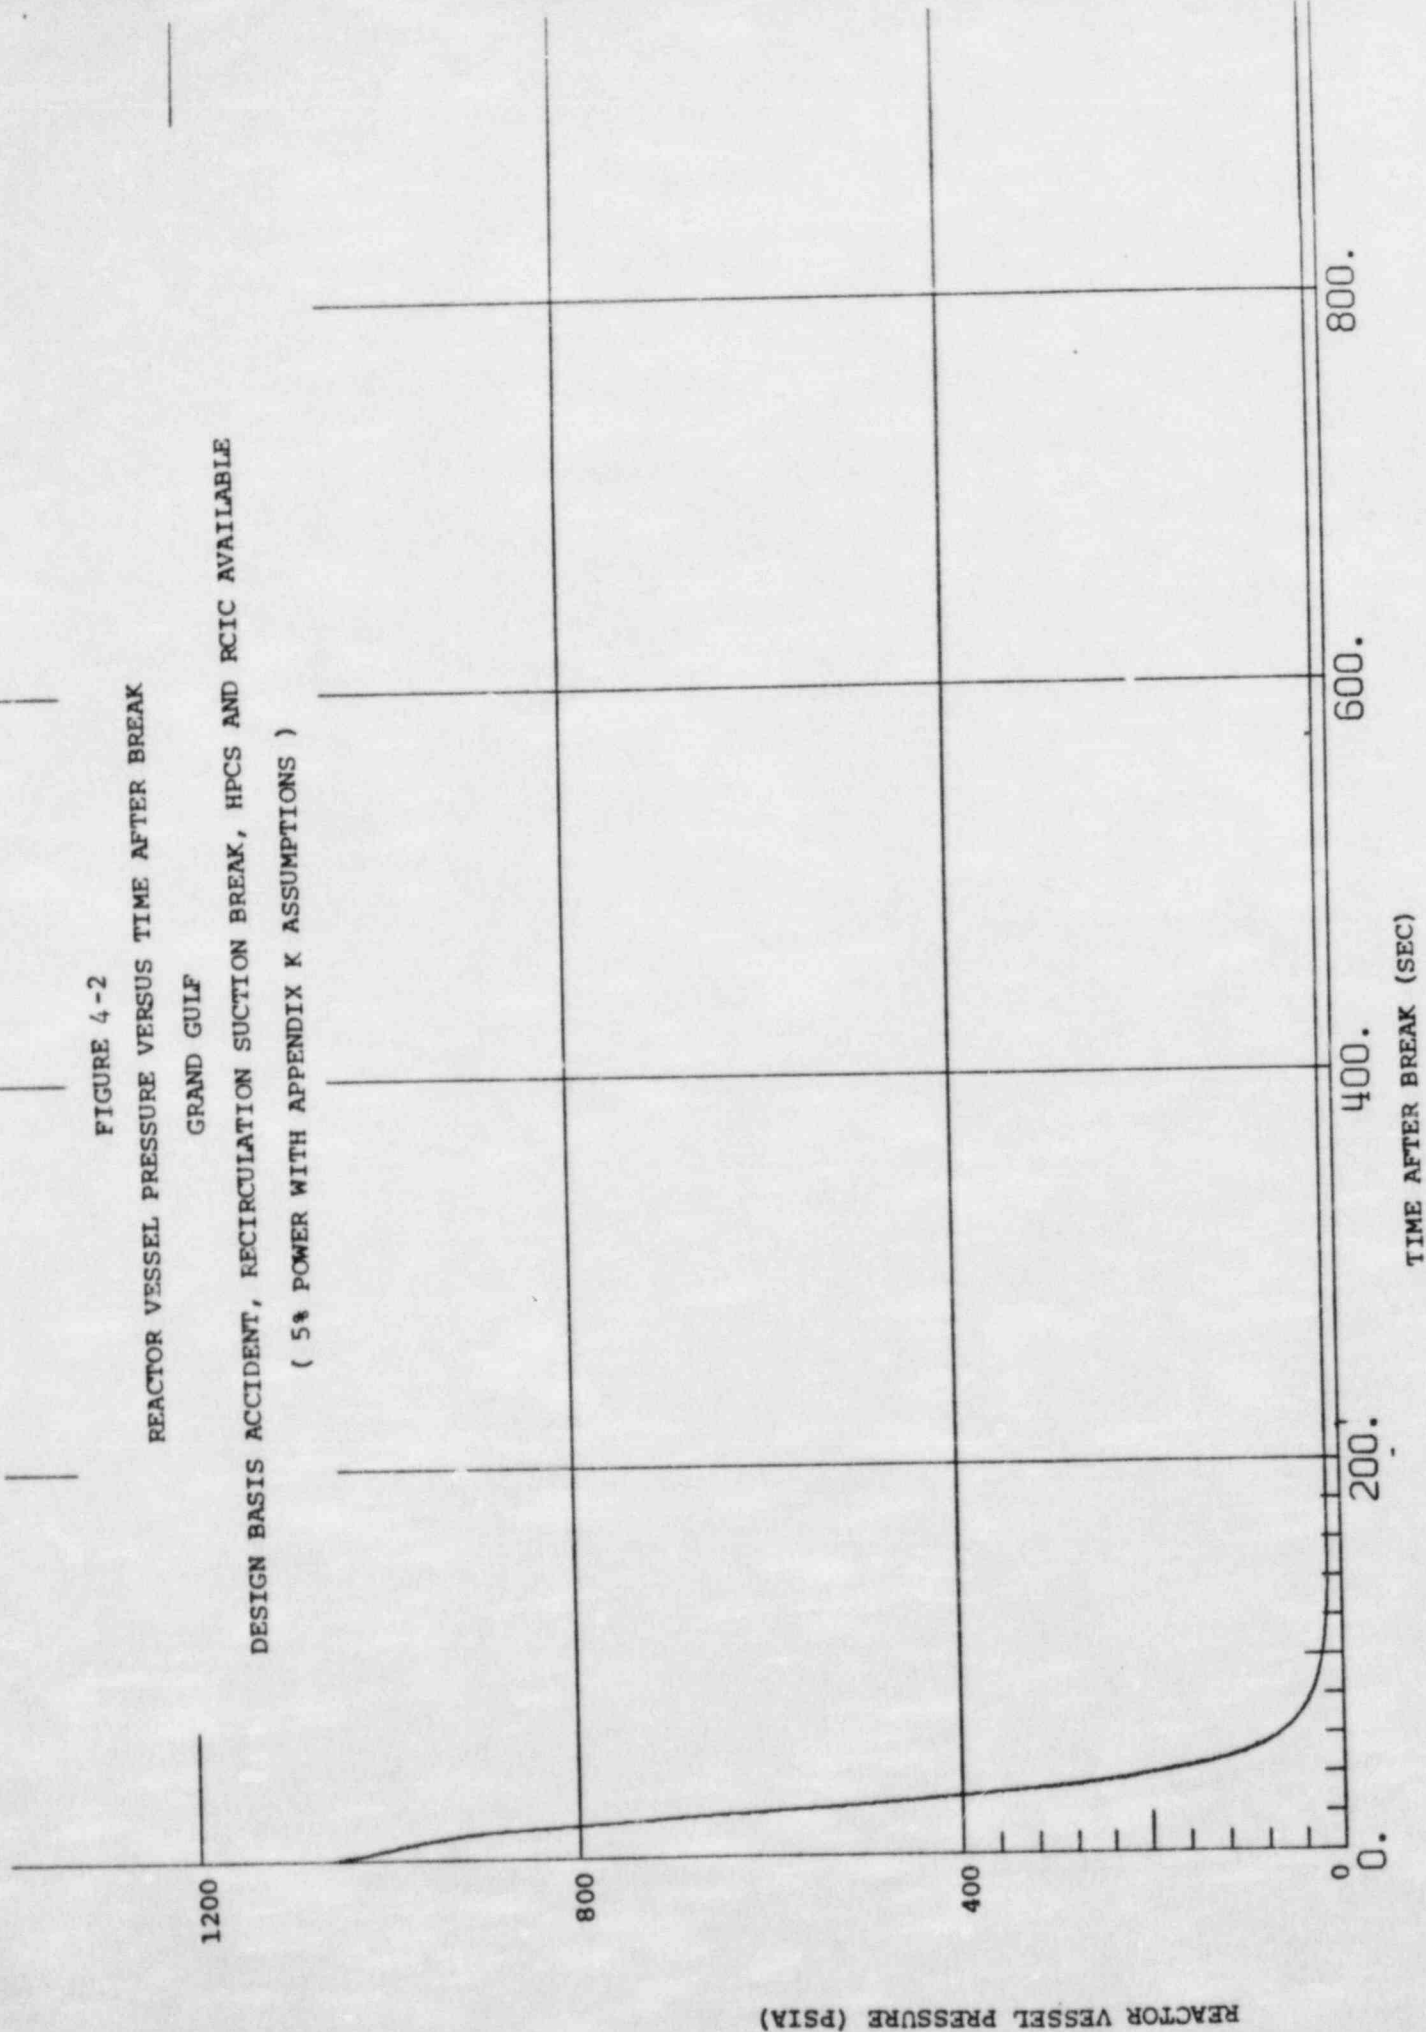 FIGURE 4-2
REACTOR VESSEL PRESSURE VERSUS TIME AFTER BREAK
GRAND GULF
DESIGN BASIS ACCIDENT, RECIRCULATION SUCTION BREAK, HPCS AND RCIC AVAILABLE
( 5% POWER WITH APPENDIX K ASSUMPTIONS )
REACTOR VESSEL PRESSURE (PSIA)
1200
800
400
0
0.
200.
400.
600.
800.
TIME AFTER BREAK (SEC)